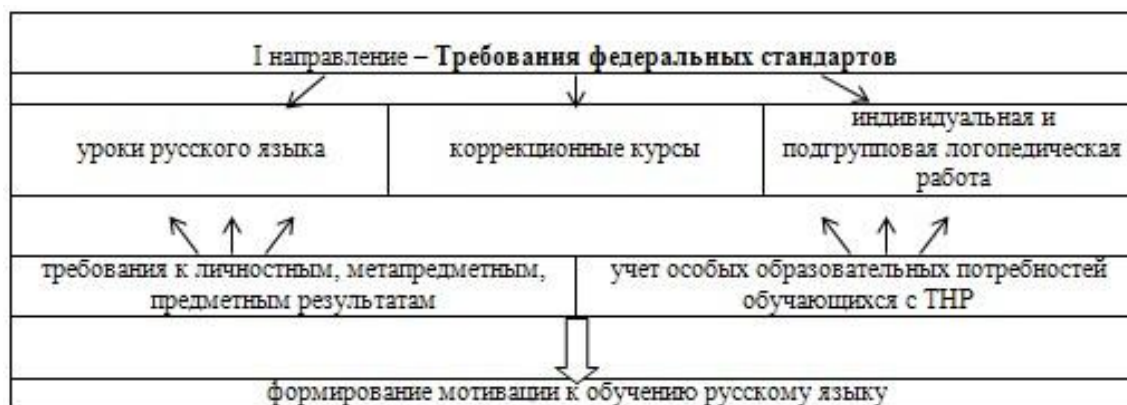 I направление – Требования федеральных стандартов
уроки русского языка
коррекционные курсы
индивидуальная и
подгрупповая логопедическая
работа
требования к личностным, метапредметным,
предметным результатам
учет особых образовательных потребностей
обучающихся с ТНР
формирование мотивации к обучению русскому языку